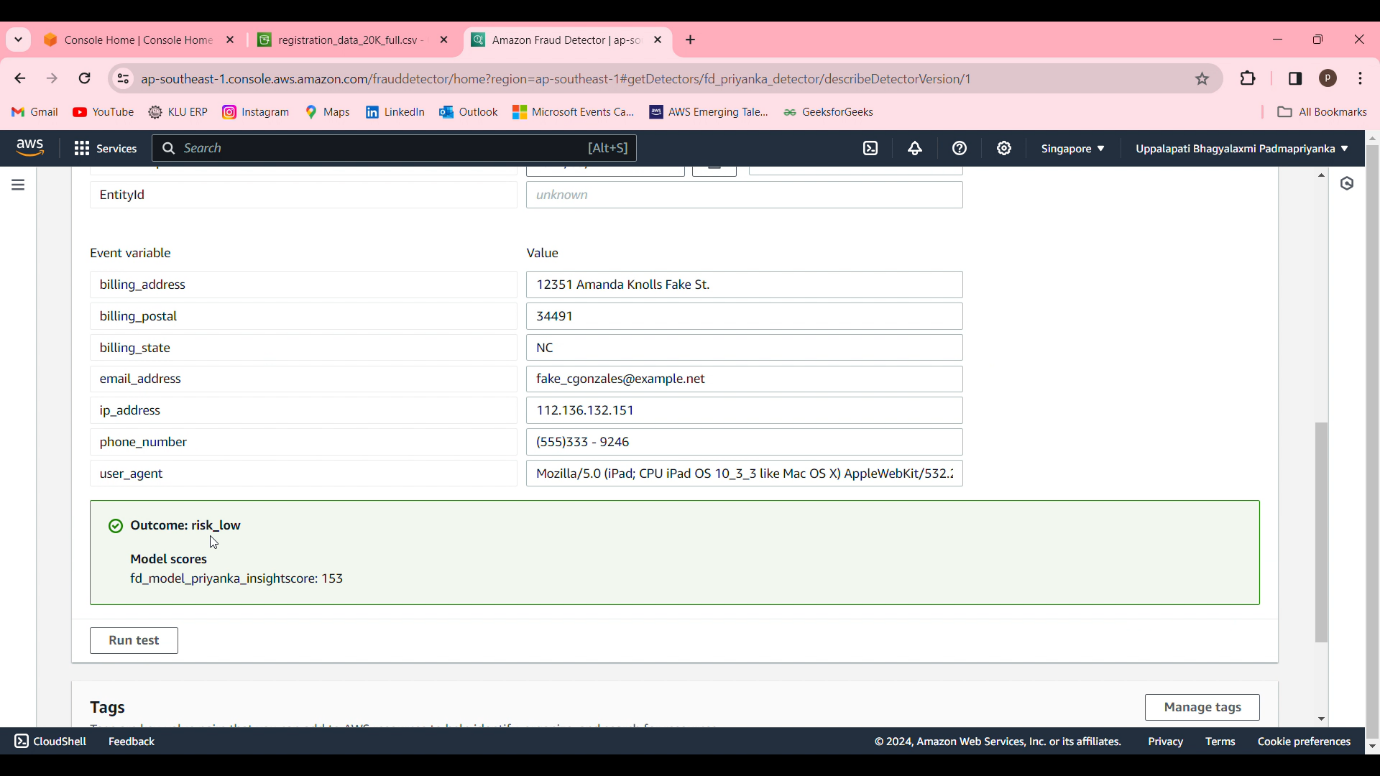 Console Home | Console Home
registration_data_20K_full.csv -
Amazon Fraud Detector | ap-so
ap-southeast-1.console.aws.amazon.com/frauddetector/home?region=ap-southeast-1#getDetectors/fd_priyanka_detector/describeDetectorVersion/1
P
Gmail YouTube KLU ERP Instagram Maps LinkedIn Outlook Microsoft Events Ca... AWS Emerging Tale... GeeksforGeeks All Bookmarks
aws Services Search [Alt+S] Singapore Uppalapati Bhagyalaxmi Padmapriyanka
EntityId unknown
Event variable Value
billing_address 12351 Amanda Knolls Fake St.
billing_postal 34491
billing_state NC
email_address fake_cgonzales@example.net
ip_address 112.136.132.151
phone_number (555)333 - 9246
user_agent Mozilla/5.0 (iPad; CPU iPad OS 10_3_3 like Mac OS X) AppleWebKit/532.2
Outcome: risk_low
Model scores
fd_model_priyanka_insightscore: 153
Run test
Tags
Manage tags
CloudShell Feedback © 2024, Amazon Web Services, Inc. or its affiliates. Privacy Terms Cookie preferences